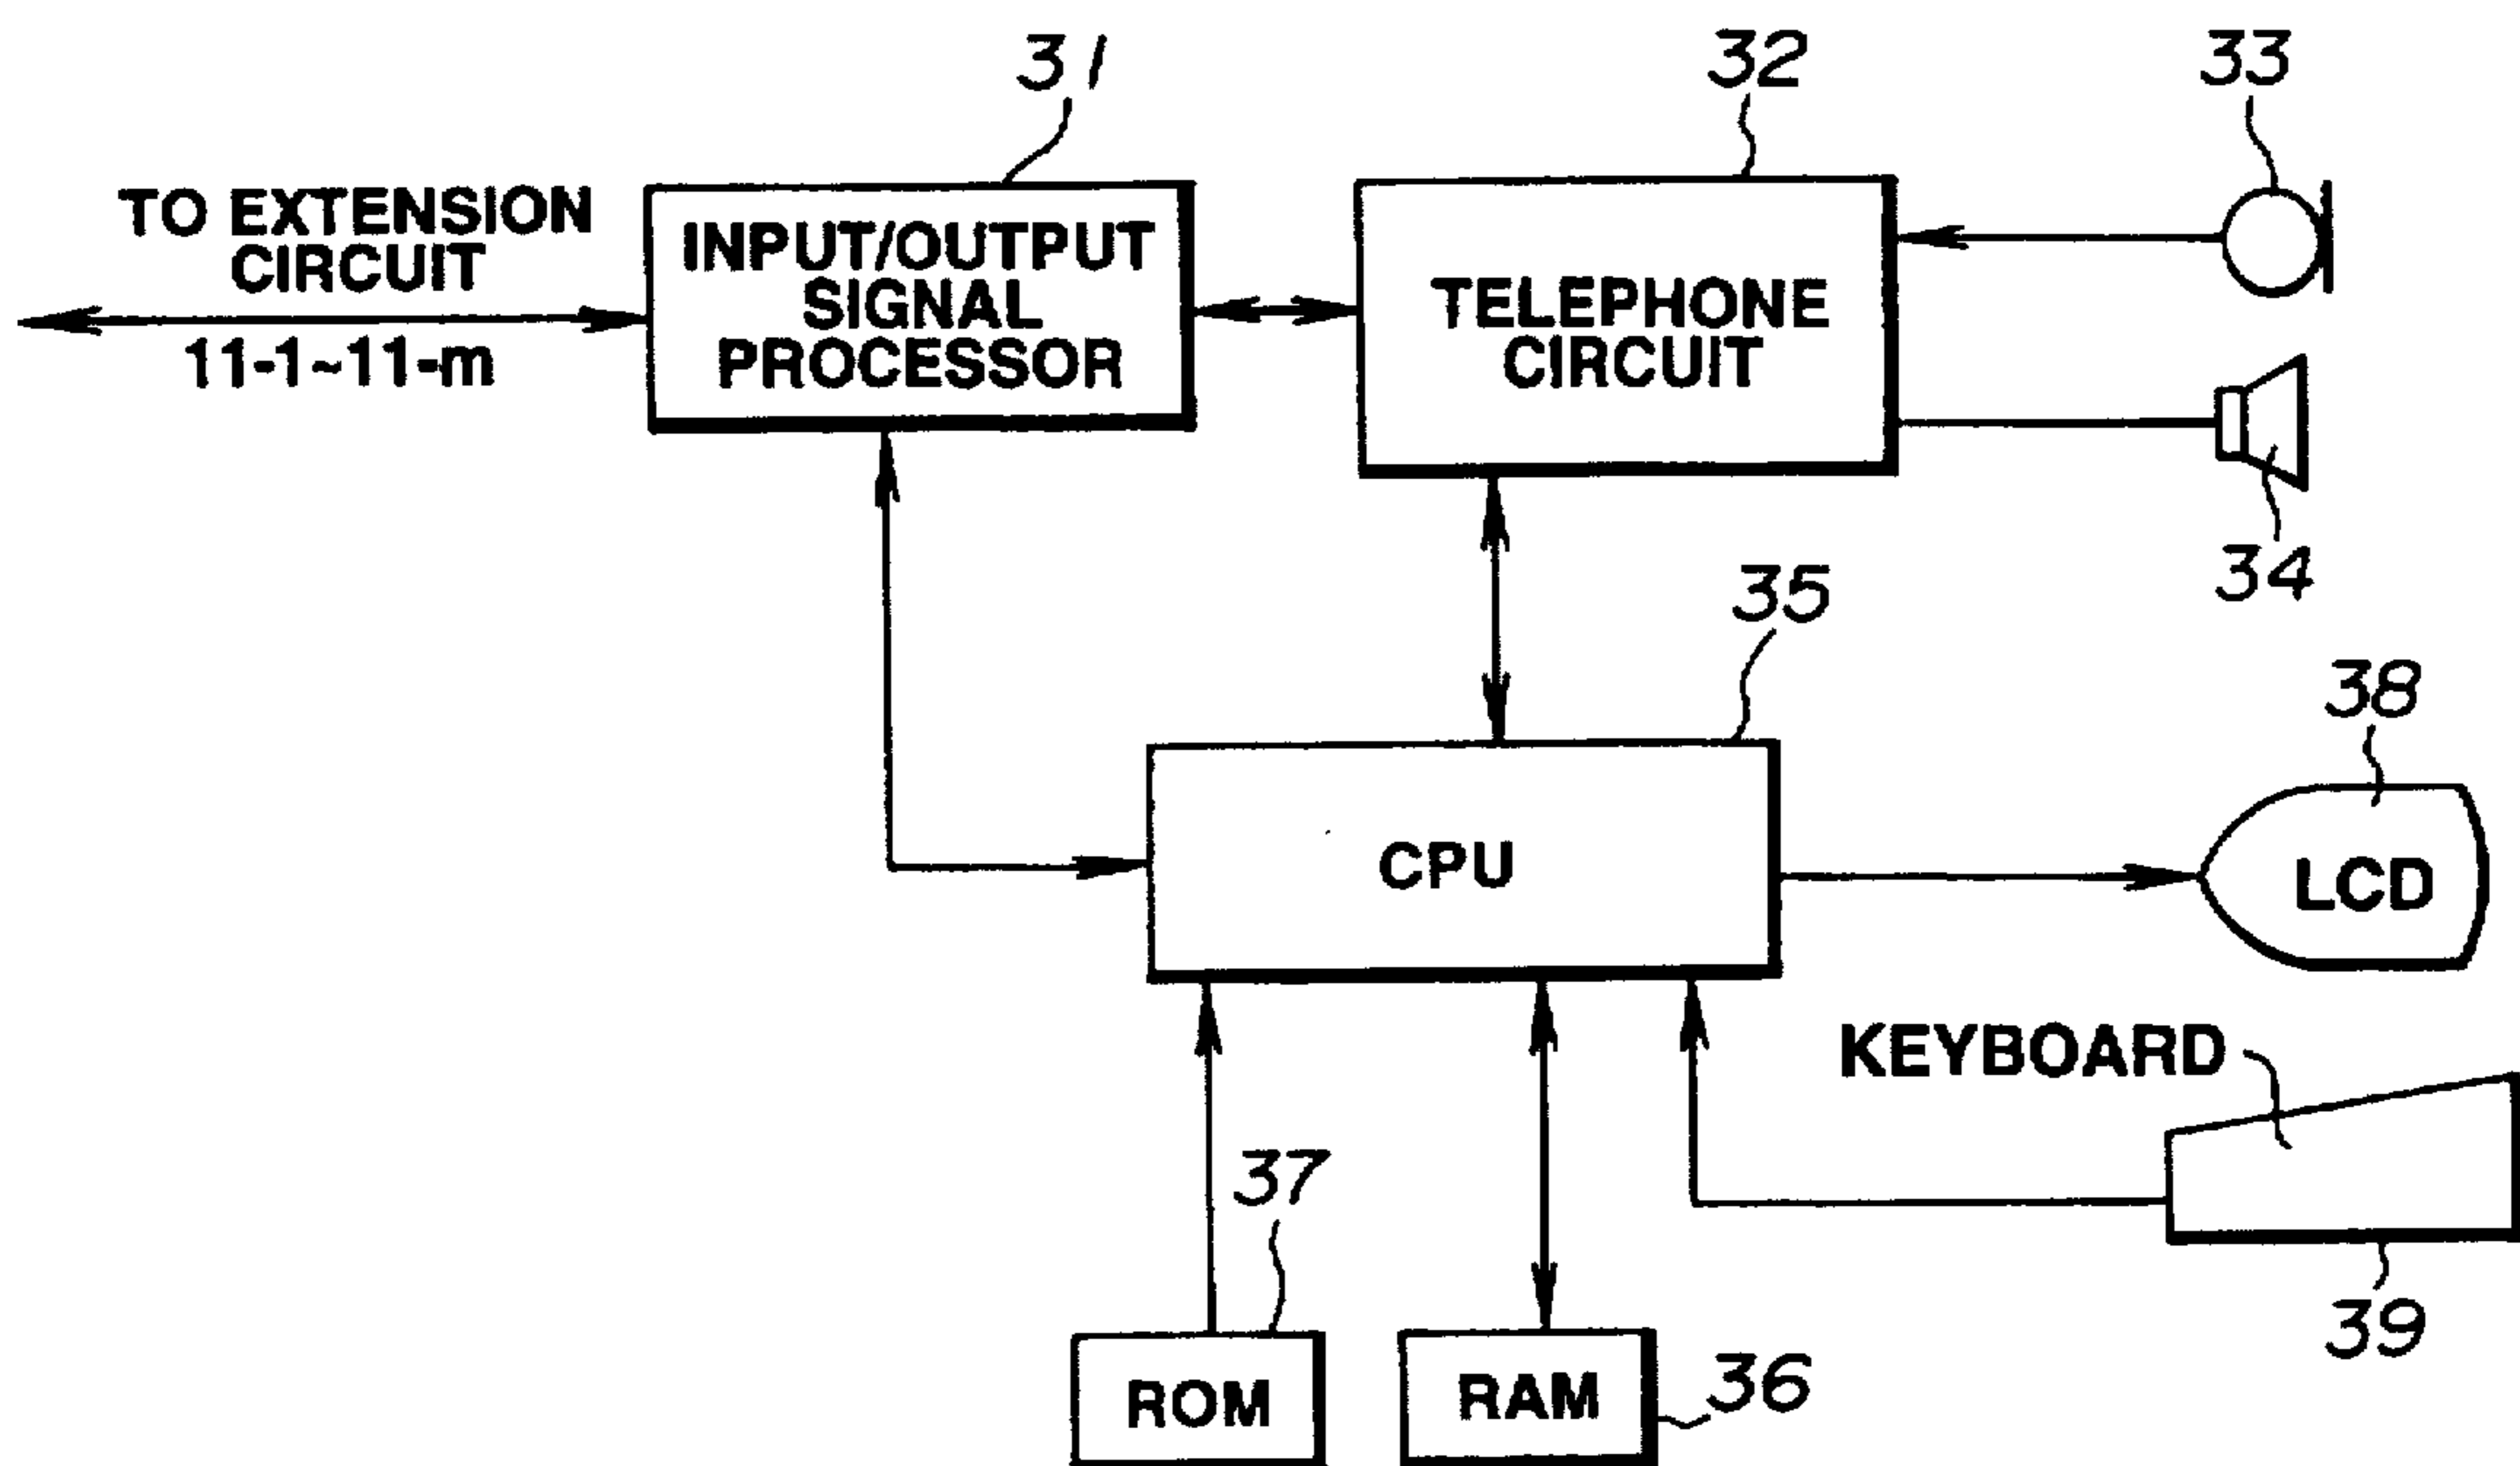 31
32
33
TO EXTENSION
CIRCUIT
11-1~11-m
INPUT/OUTPUT
SIGNAL
PROCESSOR
TELEPHONE
CIRCUIT
34
35
38
CPU
LCD
KEYBOARD
37
39
ROM
RAM
36